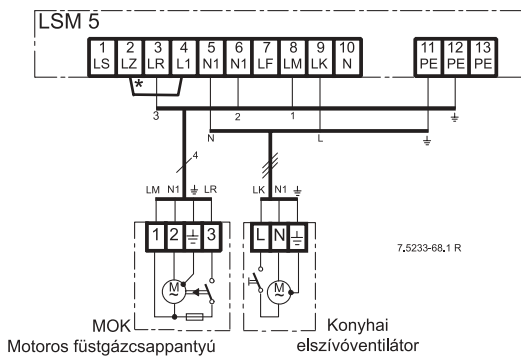 LSM 5
1 2 3 4 5 6 7 8 9 10 11 12 13
LS LZ LR L1 N1 N1 LF LM LK N PE PE PE
*
3 2 1
N L
4
LM N1 LR LK N1
1 2 3 L N
M ~ M ~
7.5233-68.1 R
MOK
Motoros füstgázcsappantyú
Konyhai
elszívóventilátor